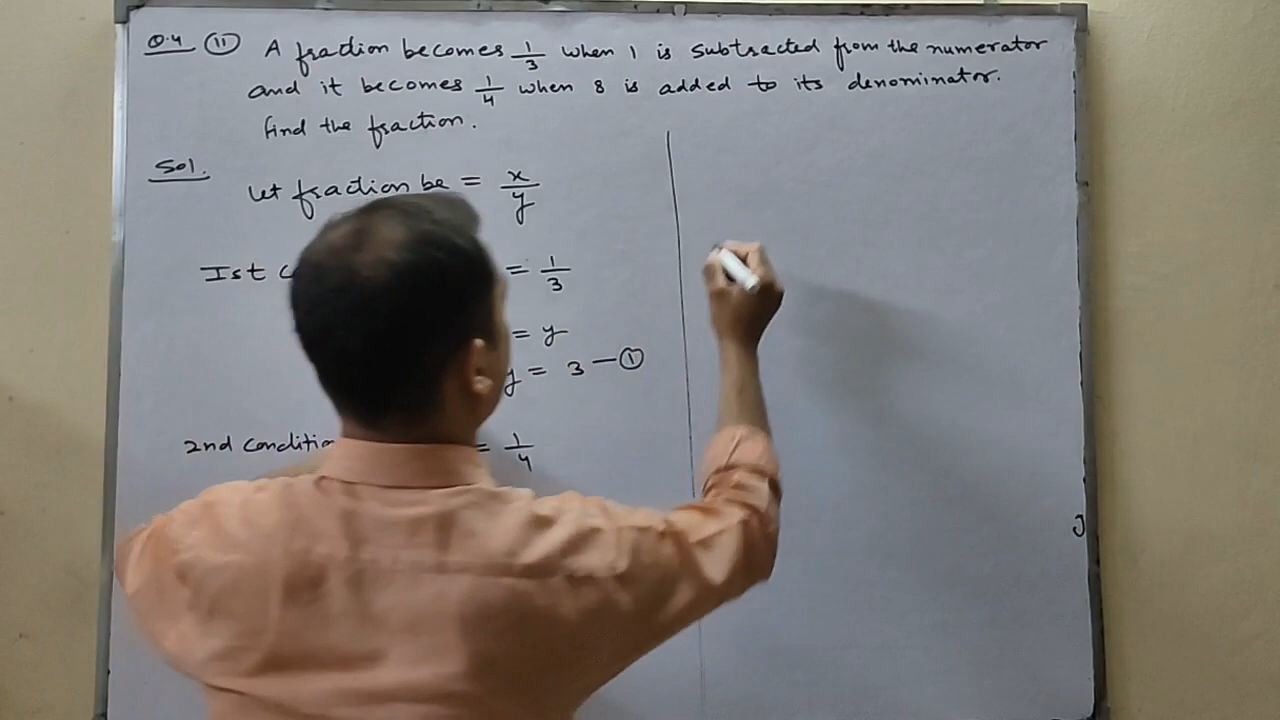 Q.4 (ii) A fraction becomes 1/3 when 1 is subtracted from the numerator
and it becomes 1/4 when 8 is added to its denominator.
find the fraction.
Sol.
Let fraction be = x/y
Ist = 1/3
= y
y = 3 — ①
2nd = 1/4